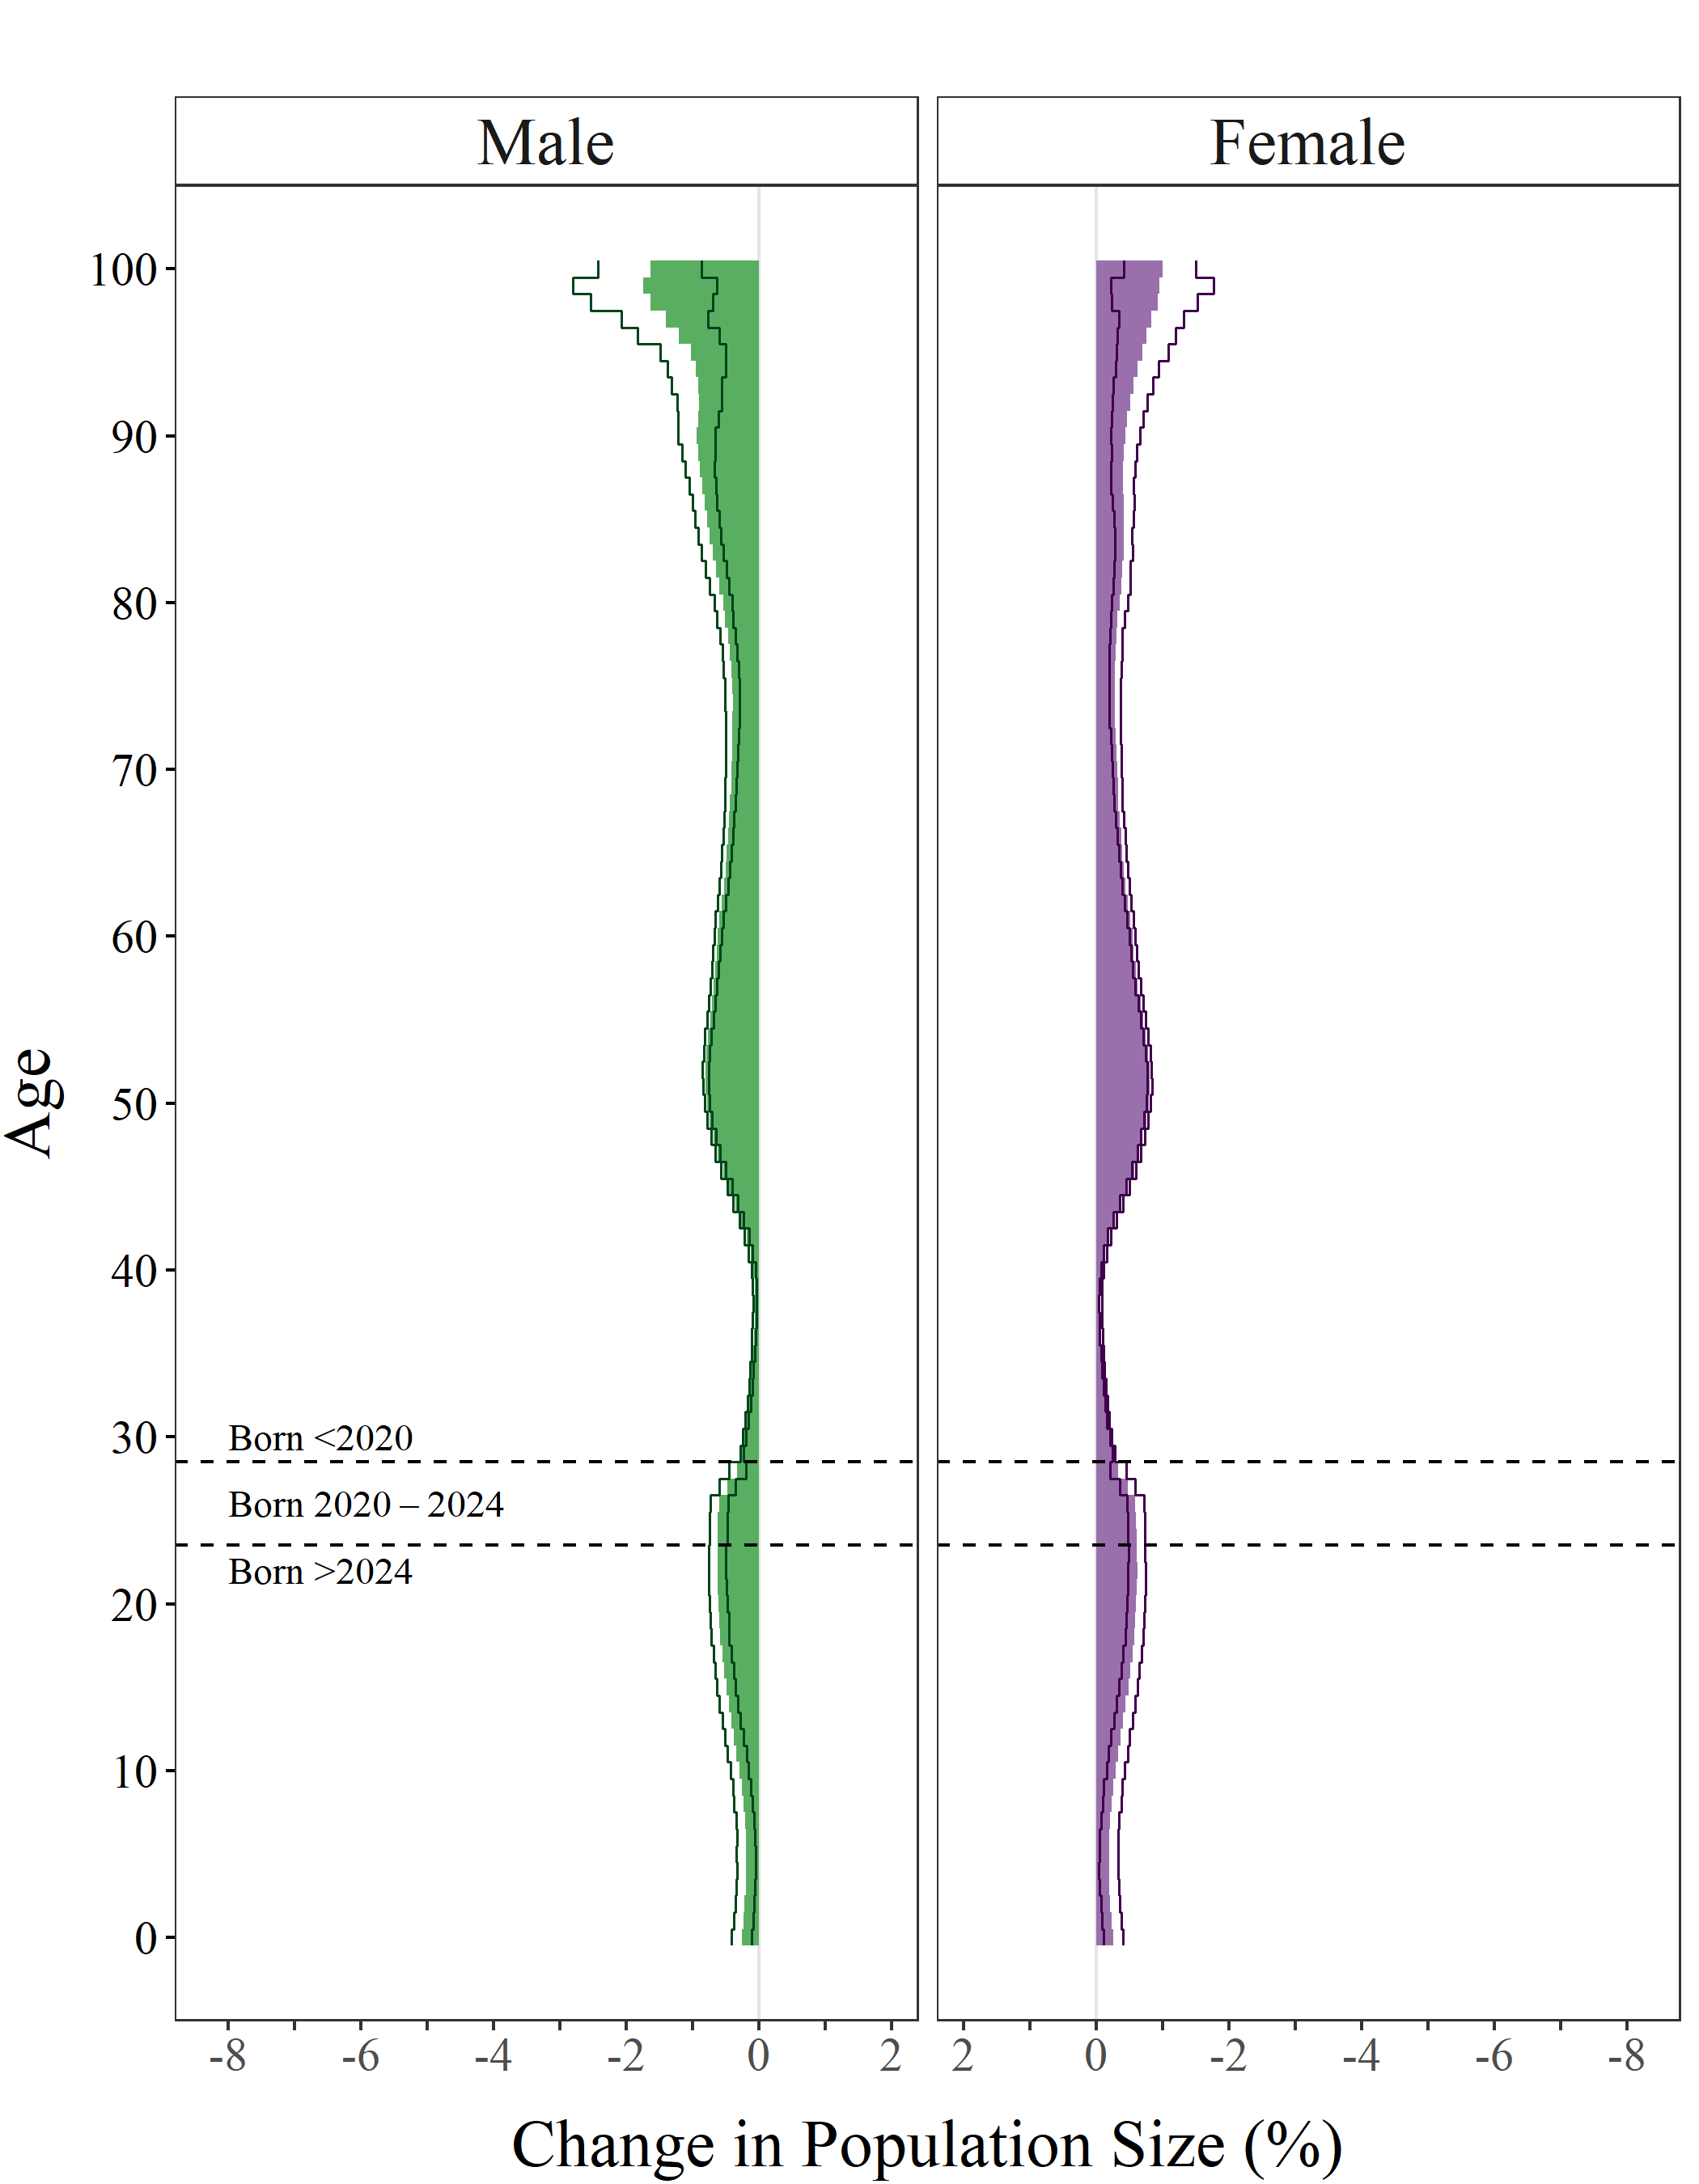 Male
Female
100
90
80
70
60
50
40
30
20
10
0
Age
Born <2020
Born 2020 – 2024
Born >2024
-8 -6 -4 -2 0 2
2 0 -2 -4 -6 -8
Change in Population Size (%)